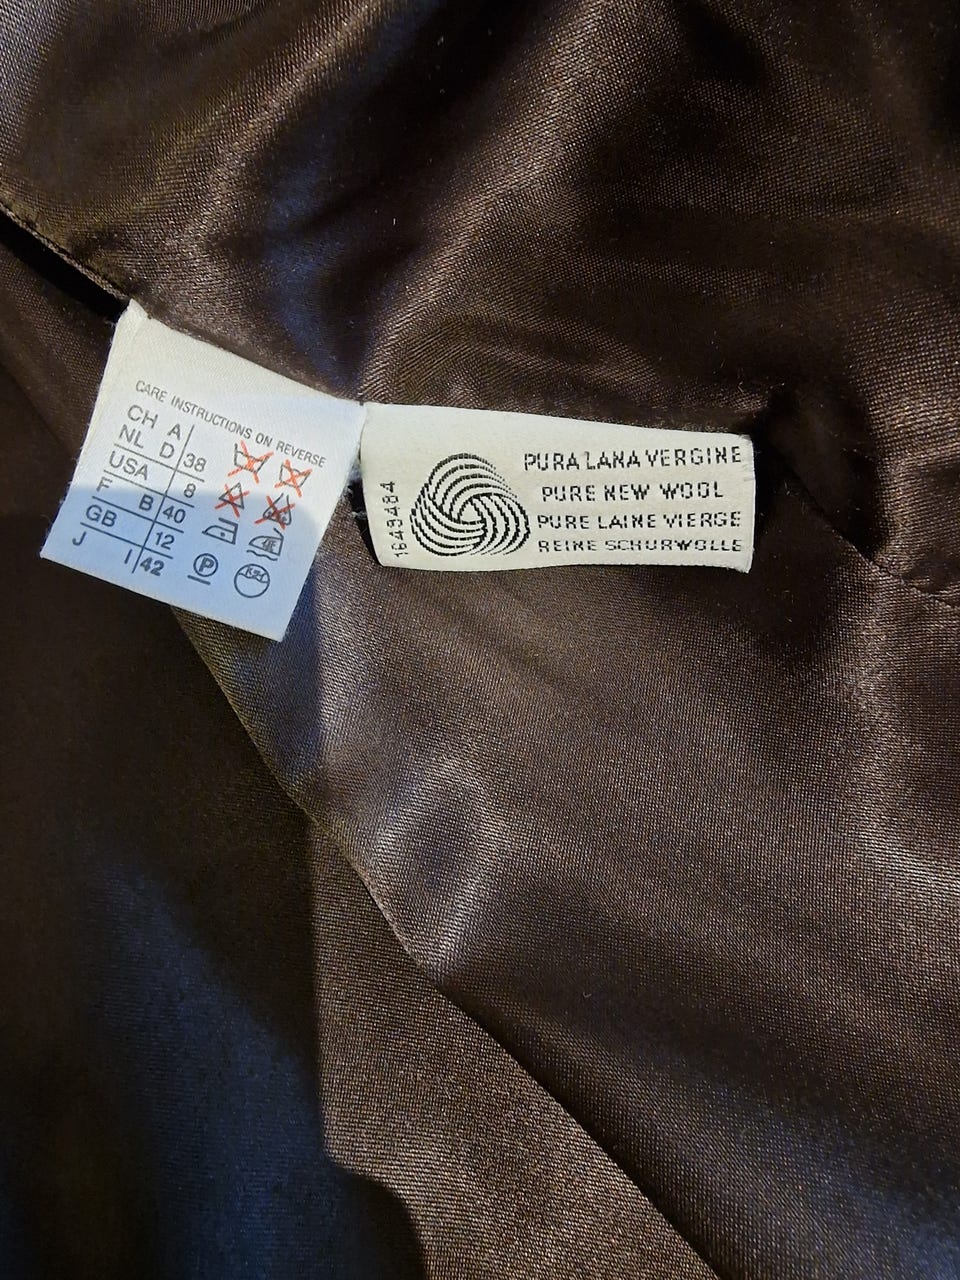 CARE INSTRUCTIONS ON REVERSE
CH A
NL D 38
USA 8
F B 40
GB 12
J I 42
P
1649484
PURA LANA VERGINE
PURE NEW WOOL
PURE LAINE VIERGE
REINE SCHURWOLLE